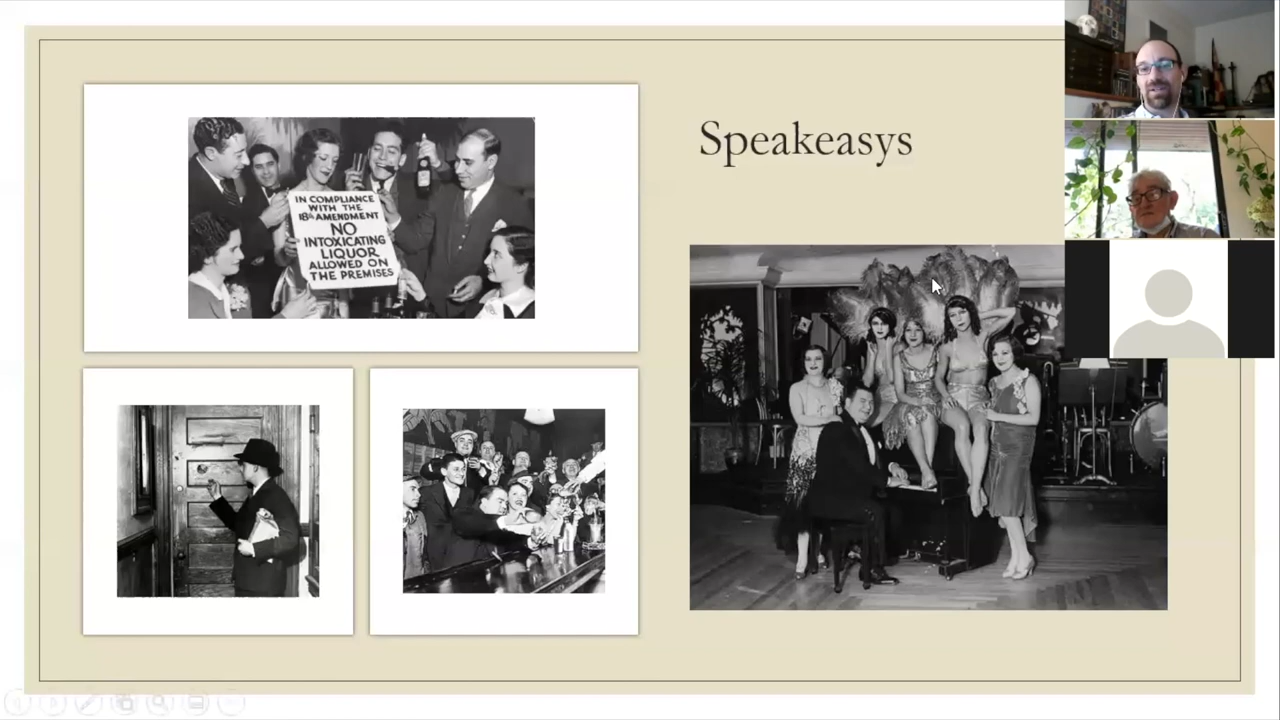 Speakeasys
IN COMPLIANCE
WITH THE
18th AMENDMENT
NO
INTOXICATING
LIQUOR
ALLOWED ON
THE PREMISES